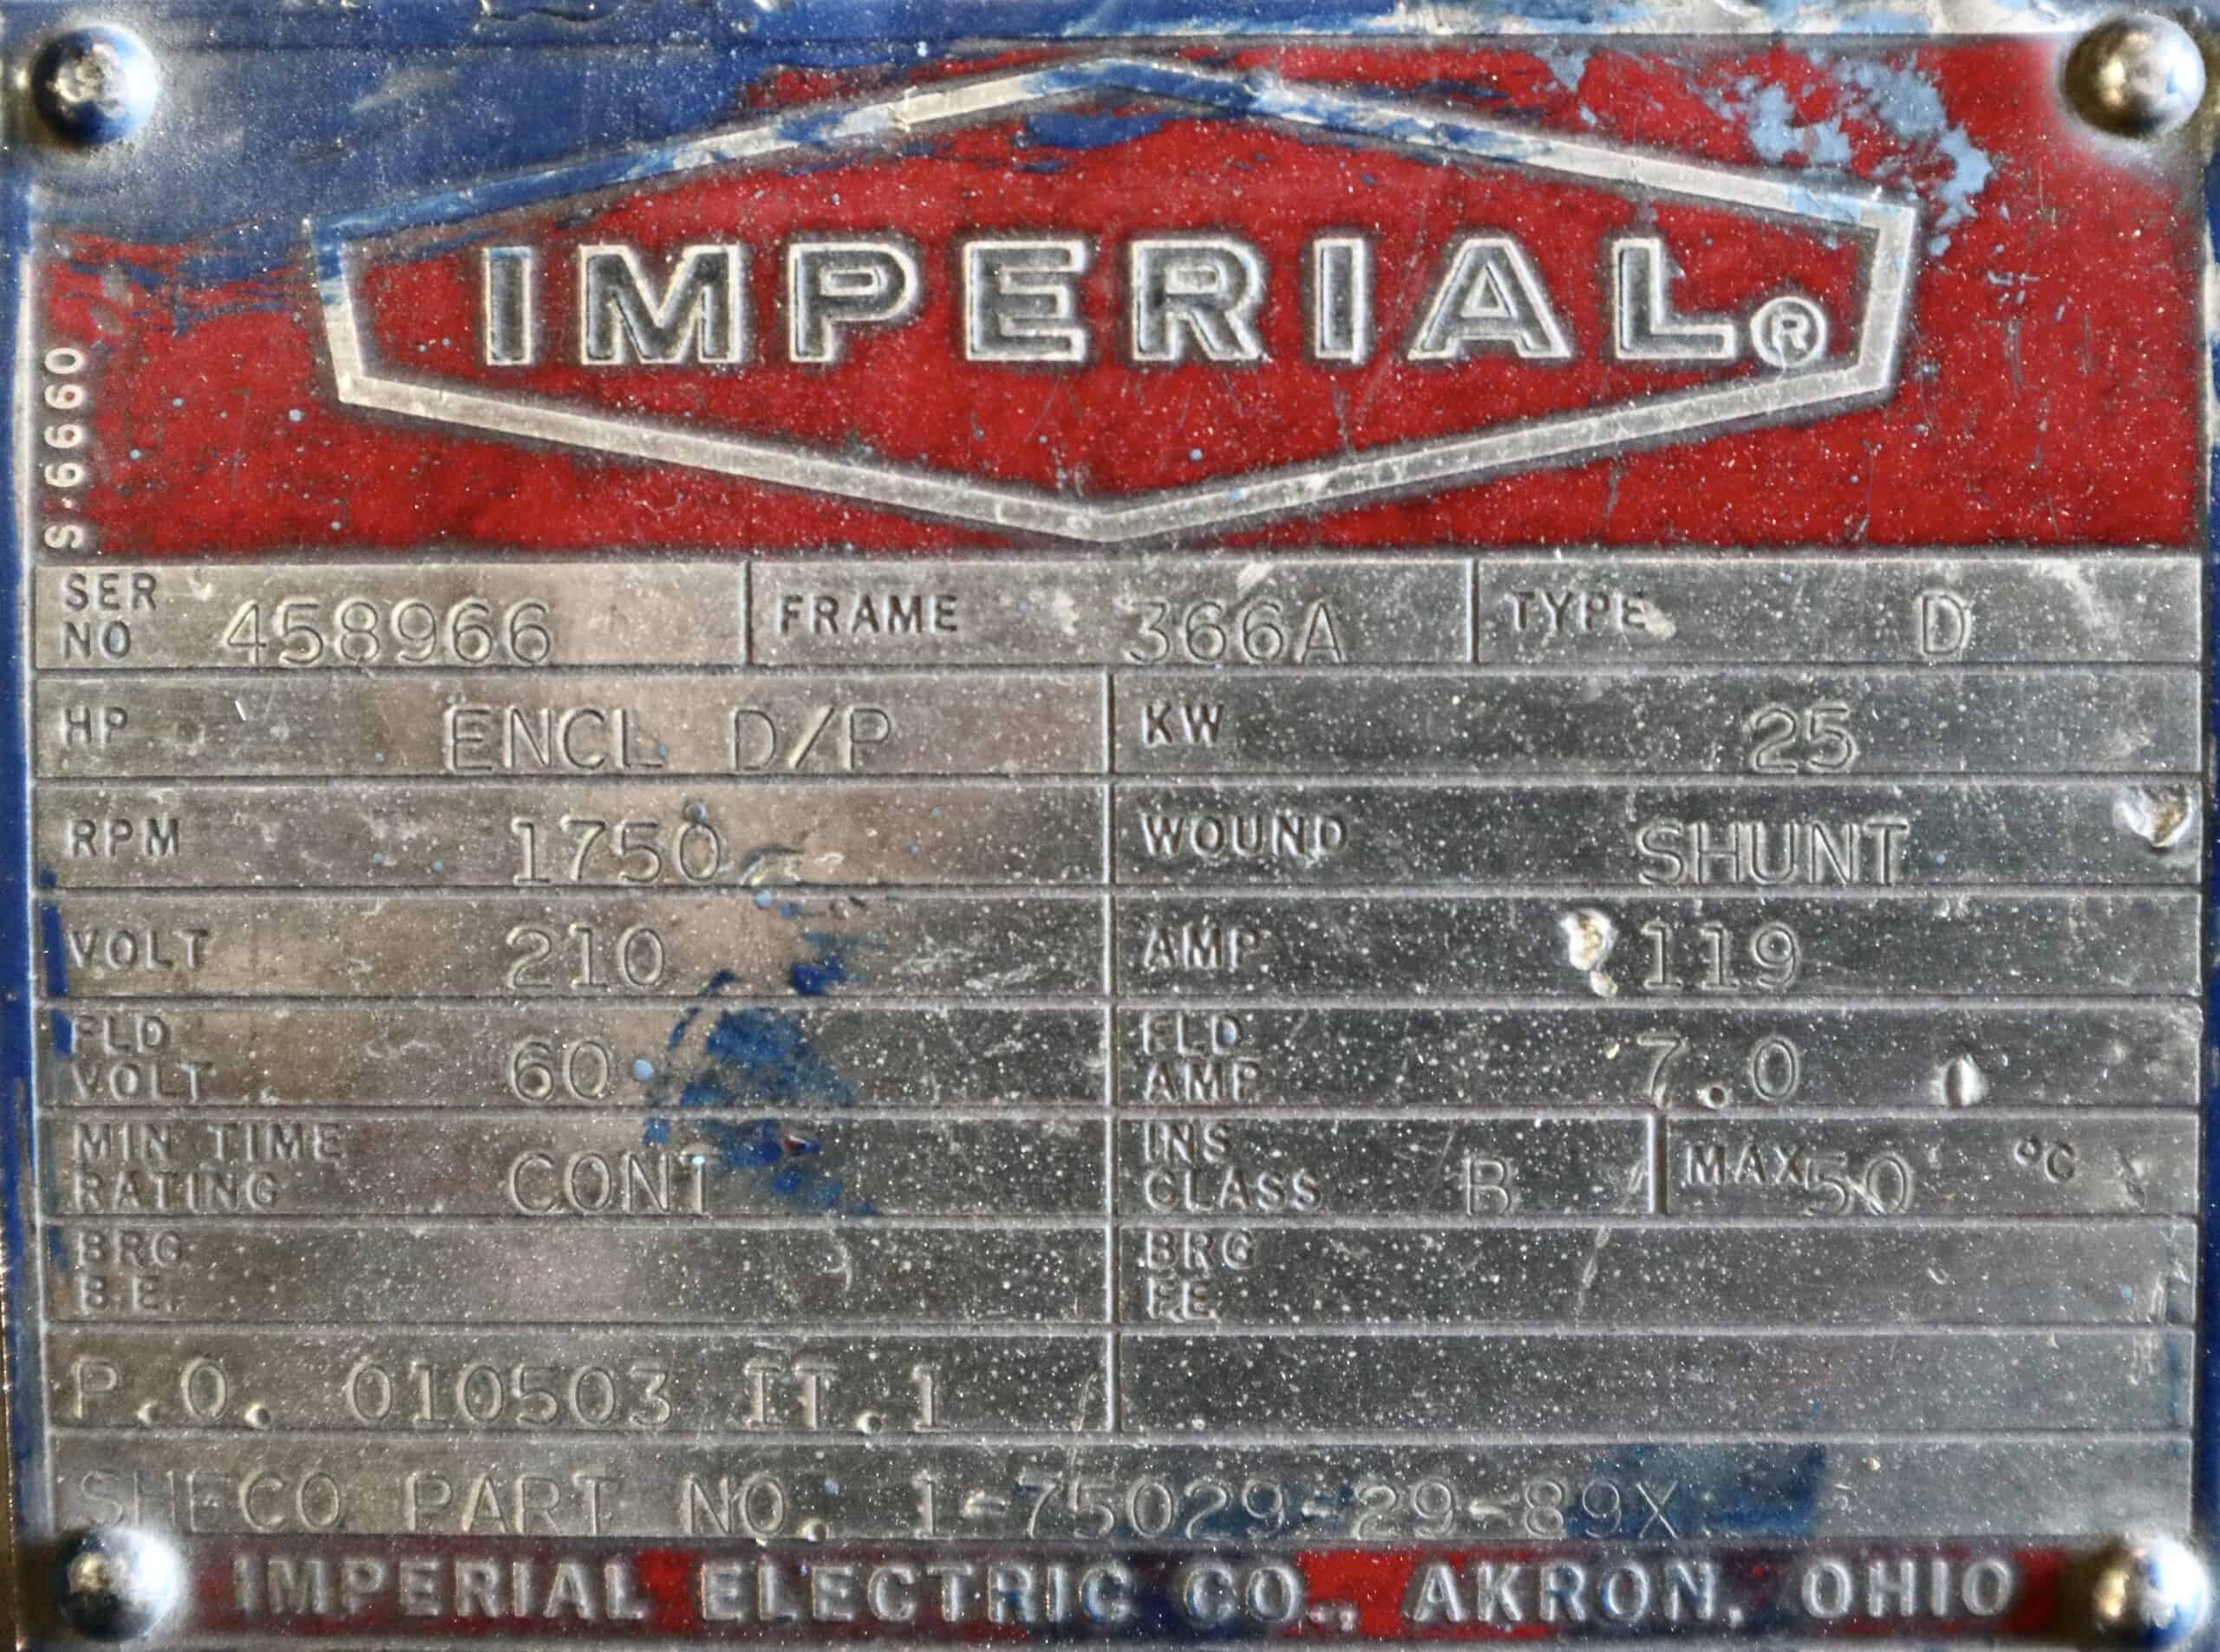 IMPERIAL®
S-6660
SER NO 458966 FRAME 366A TYPE D
HP ENCL D/P KW 25
RPM 1750 WOUND SHUNT
VOLT 210 AMP 119
FLD VOLT 60 FLD AMP 7.0
MIN TIME RATING CONT INS CLASS B MAX 50 °C
BRG B.E. BRG F.E.
P.O. 010503 IT.1
SHECO PART NO. 1-75029-29-89X
IMPERIAL ELECTRIC CO., AKRON, OHIO